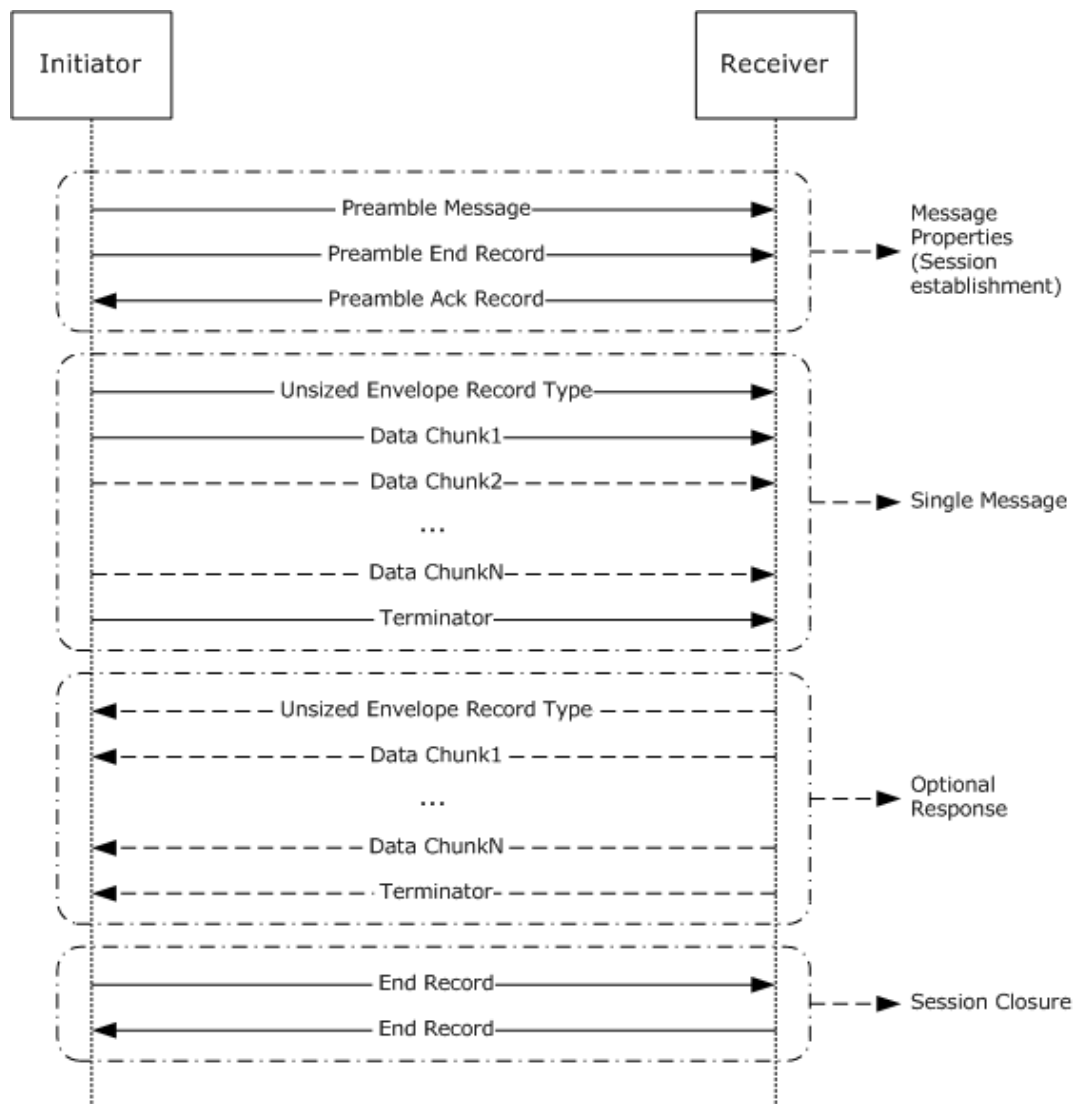 Initiator
Receiver
Preamble Message
Preamble End Record
Preamble Ack Record
Message
Properties
(Session
establishment)
Unsized Envelope Record Type
Data Chunk1
Data Chunk2
...
Data ChunkN
Terminator
Single Message
Unsized Envelope Record Type
Data Chunk1
...
Data ChunkN
Terminator
Optional
Response
End Record
End Record
Session Closure